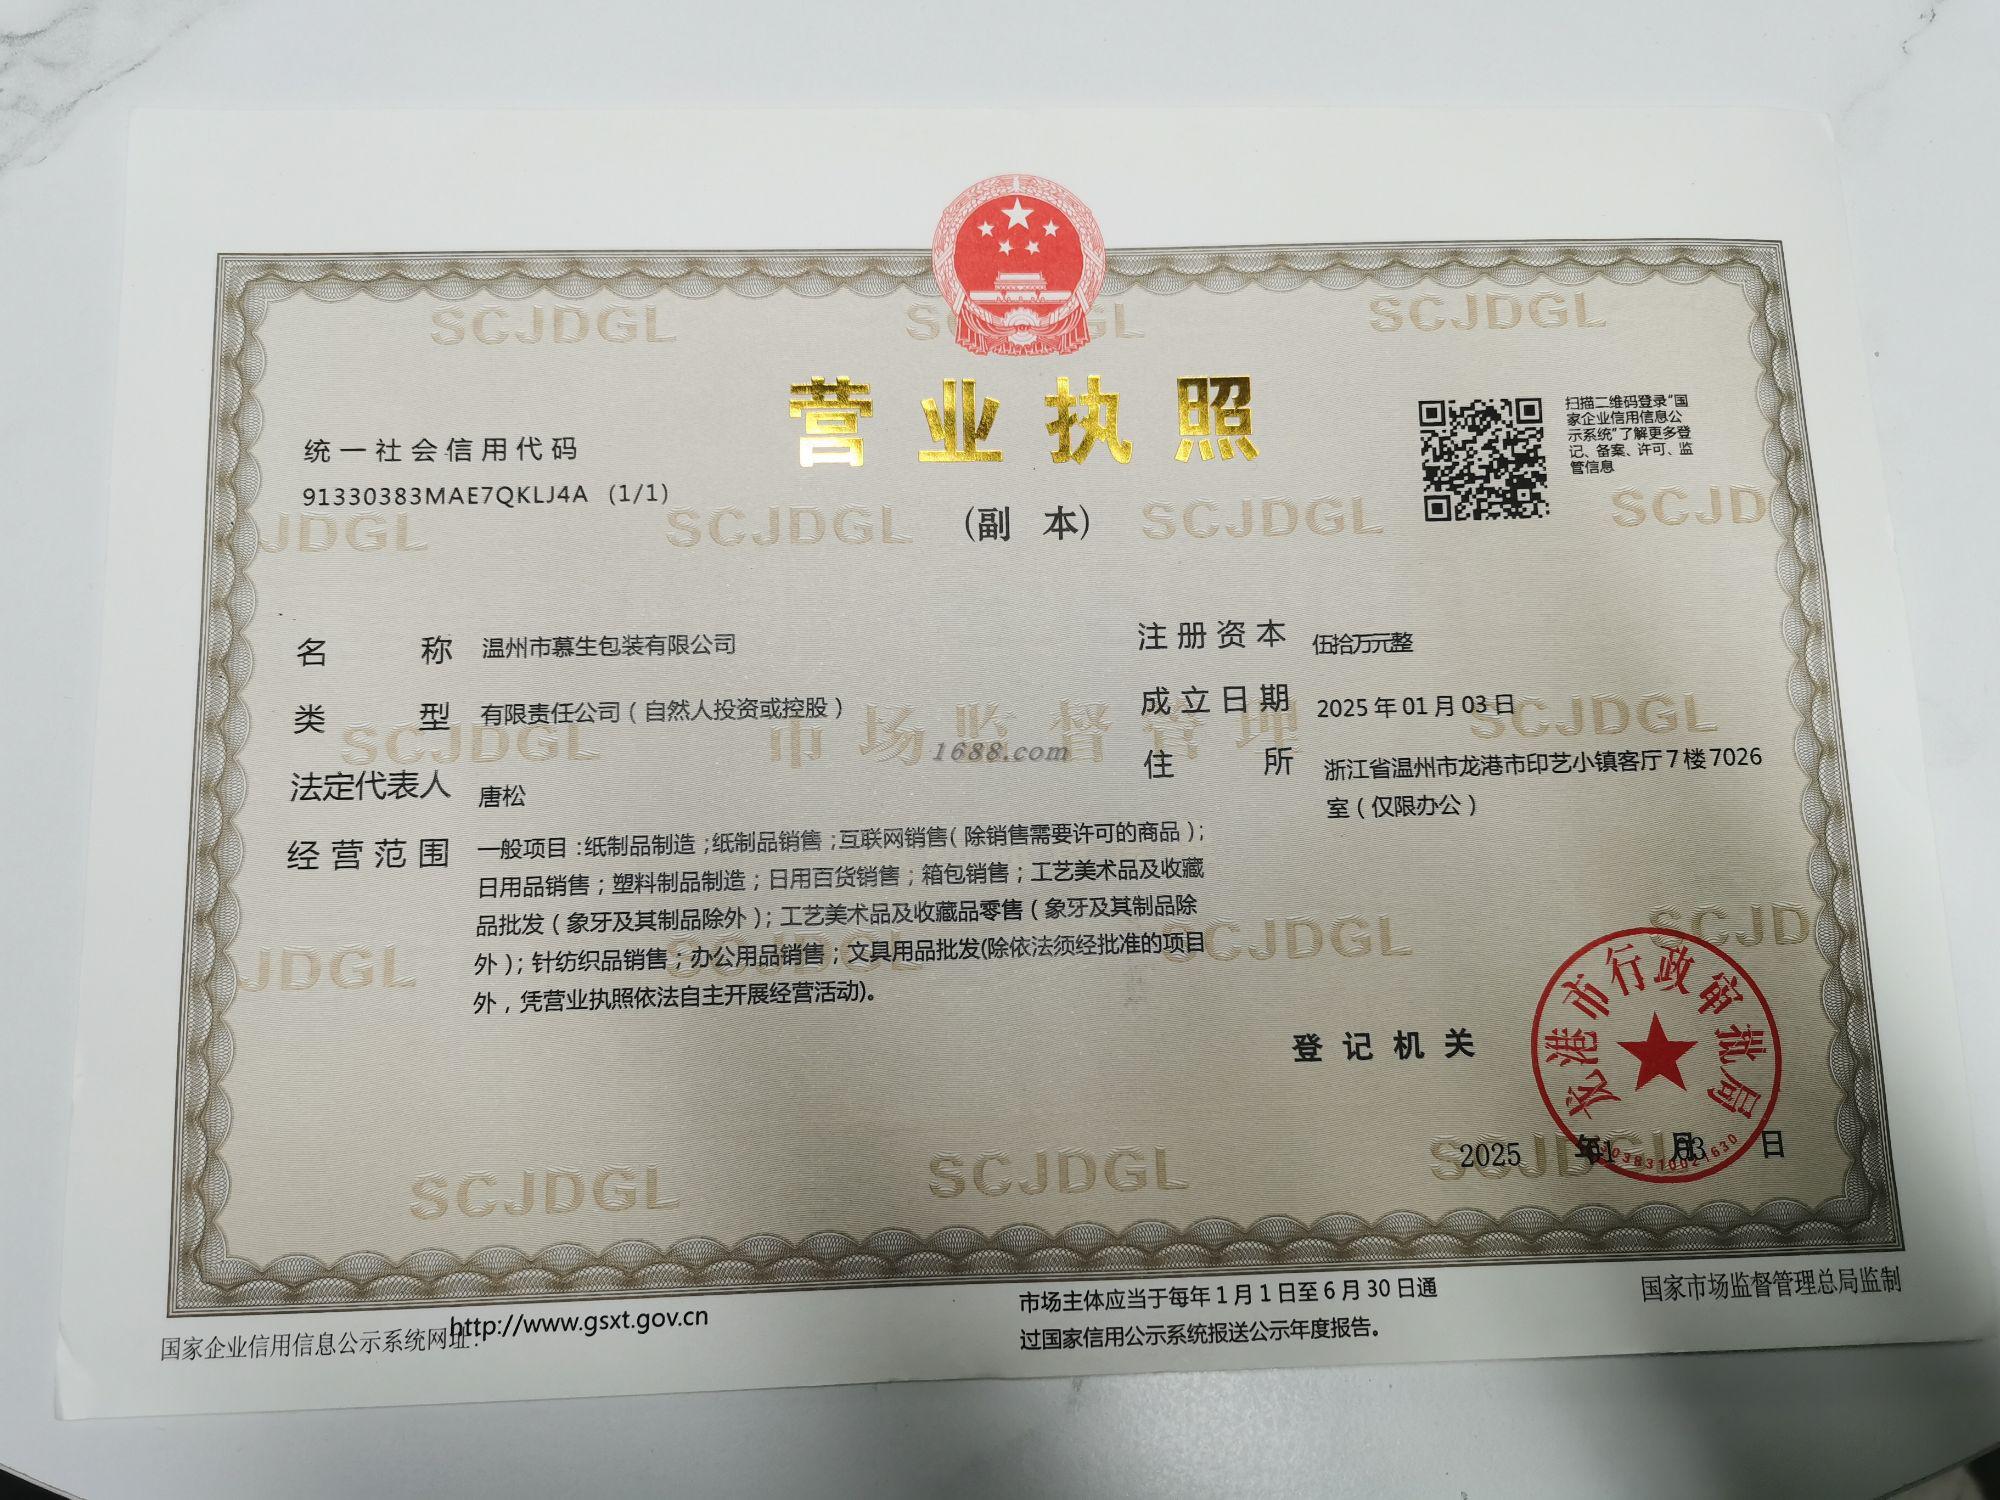 营业执照
(副 本)
统一社会信用代码
91330383MAE7QKLJ4A (1/1)
扫描二维码登录“国
家企业信用信息公
示系统”了解更多登
记、备案、许可、监
管信息
名 称 温州市慕生包装有限公司
类 型 有限责任公司（自然人投资或控股）
法定代表人 唐松
经营范围 一般项目：纸制品制造；纸制品销售；互联网销售（除销售需要许可的商品）；
日用品销售；塑料制品制造；日用百货销售；箱包销售；工艺美术品及收藏
品批发（象牙及其制品除外）；工艺美术品及收藏品零售（象牙及其制品除
外）；针纺织品销售；办公用品销售；文具用品批发(除依法须经批准的项目
外，凭营业执照依法自主开展经营活动)。
注册资本 伍拾万元整
成立日期 2025年01月03日
住 所 浙江省温州市龙港市印艺小镇客厅7楼7026
室（仅限办公）
1688.com
市场监督管理
SCJDGL
登记机关
龙港市行政审批局
2025 年01 月03 日
国家企业信用信息公示系统网址：http://www.gsxt.gov.cn
市场主体应当于每年1月1日至6月30日通
过国家信用公示系统报送公示年度报告。
国家市场监督管理总局监制